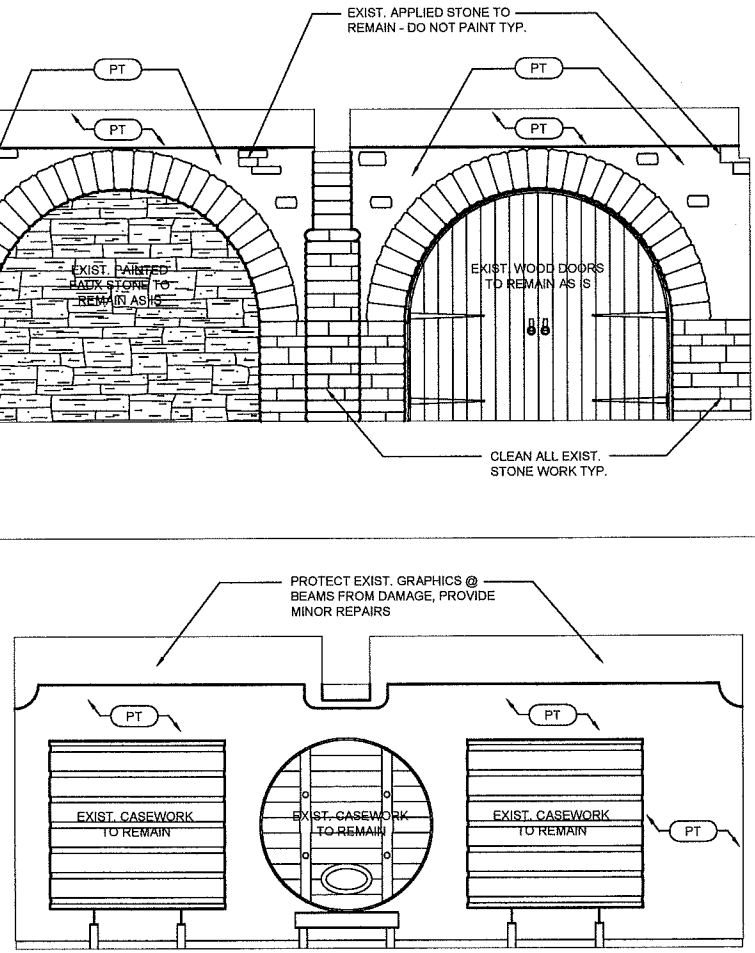 EXIST. APPLIED STONE TO
REMAIN - DO NOT PAINT TYP.
PT
PT
PT
PT
EXIST. PAINTED
FAUX STONE TO
REMAIN AS IS
EXIST. WOOD DOORS
TO REMAIN AS IS
CLEAN ALL EXIST.
STONE WORK TYP.
PROTECT EXIST. GRAPHICS @
BEAMS FROM DAMAGE, PROVIDE
MINOR REPAIRS
PT
PT
EXIST. CASEWORK
TO REMAIN
EXIST. CASEWORK
TO REMAIN
EXIST. CASEWORK
TO REMAIN
PT